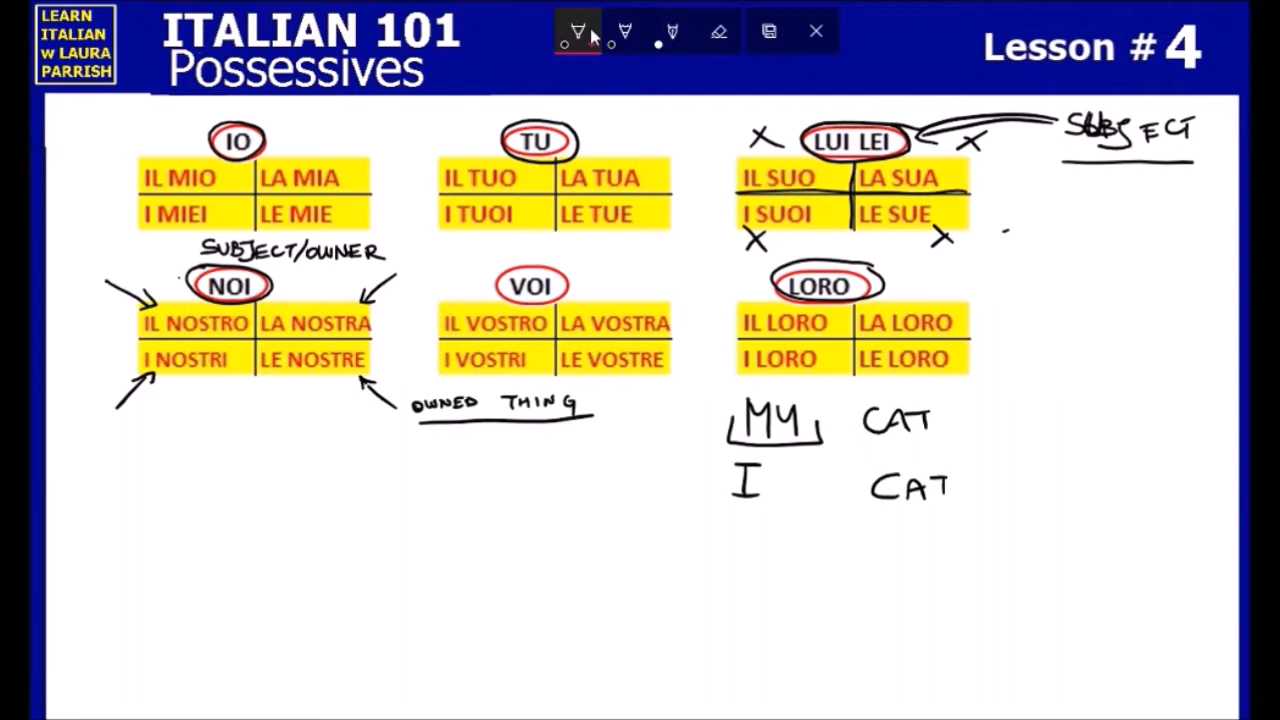 LEARN
ITALIAN
w LAURA
PARRISH
ITALIAN 101
Possessives
Lesson # 4
IO
IL MIO LA MIA
I MIEI LE MIE
TU
IL TUO LA TUA
I TUOI LE TUE
SUBJECT
LUI LEI
IL SUO LA SUA
I SUOI LE SUE
SUBJECT/OWNER
NOI
IL NOSTRO LA NOSTRA
I NOSTRI LE NOSTRE
VOI
IL VOSTRO LA VOSTRA
I VOSTRI LE VOSTRE
LORO
IL LORO LA LORO
I LORO LE LORO
OWNED THING
MY CAT
I CAT